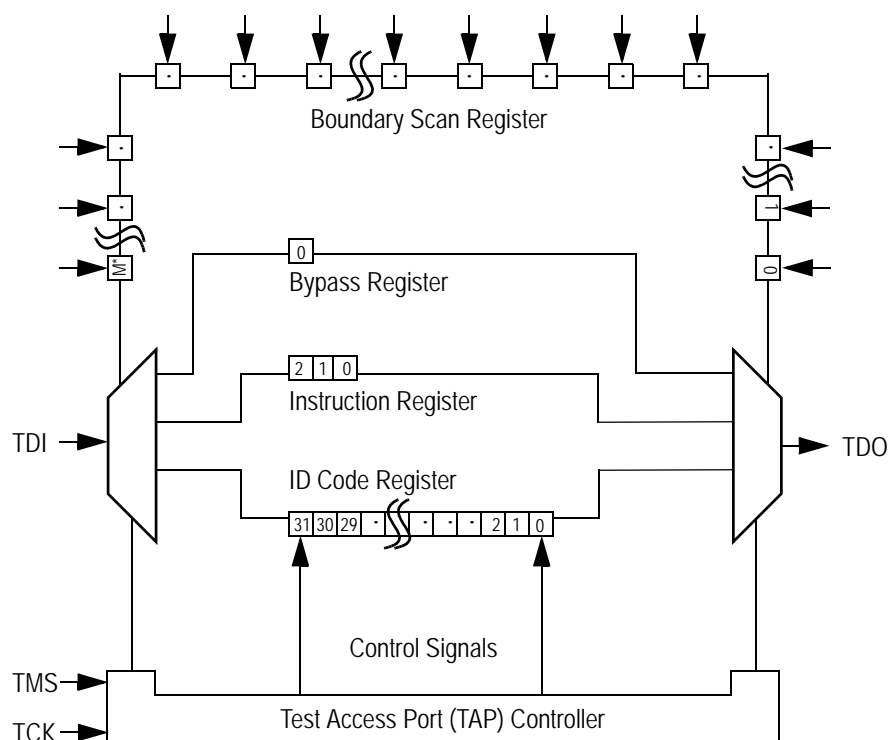 Boundary Scan Register
1
M*
0
0
Bypass Register
2 1 0
Instruction Register
TDI
TDO
ID Code Register
31 30 29 · · · · 2 1 0
Control Signals
TMS
Test Access Port (TAP) Controller
TCK